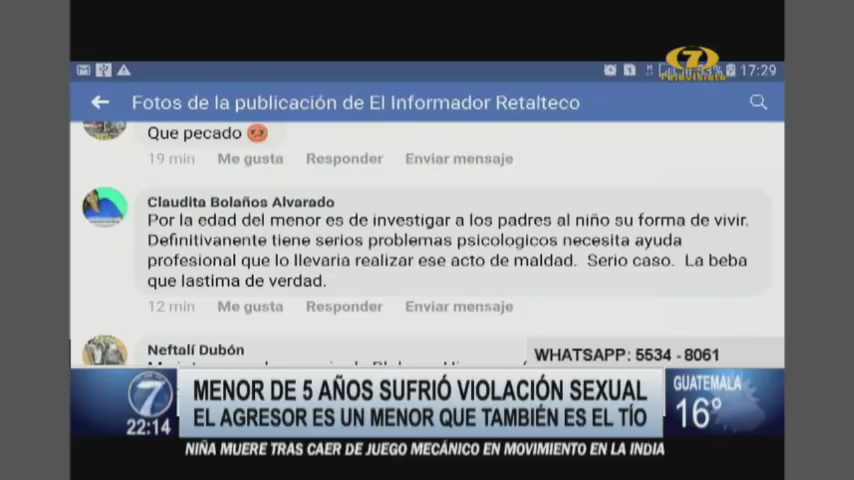 17:29
Televisiete
Fotos de la publicación de El Informador Retalteco
Que pecado
19 min Me gusta Responder Enviar mensaje
Claudita Bolaños Alvarado
Por la edad del menor es de investigar a los padres al niño su forma de vivir.
Definitivanente tiene serios problemas psicologicos necesita ayuda
profesional que lo llevaria realizar ese acto de maldad. Serio caso. La beba
que lastima de verdad.
12 min Me gusta Responder Enviar mensaje
Neftalí Dubón
WHATSAPP: 5534 - 8061
7
22:14
MENOR DE 5 AÑOS SUFRIÓ VIOLACIÓN SEXUAL
EL AGRESOR ES UN MENOR QUE TAMBIÉN ES EL TÍO
GUATEMALA
16°
NIÑA MUERE TRAS CAER DE JUEGO MECÁNICO EN MOVIMIENTO EN LA INDIA